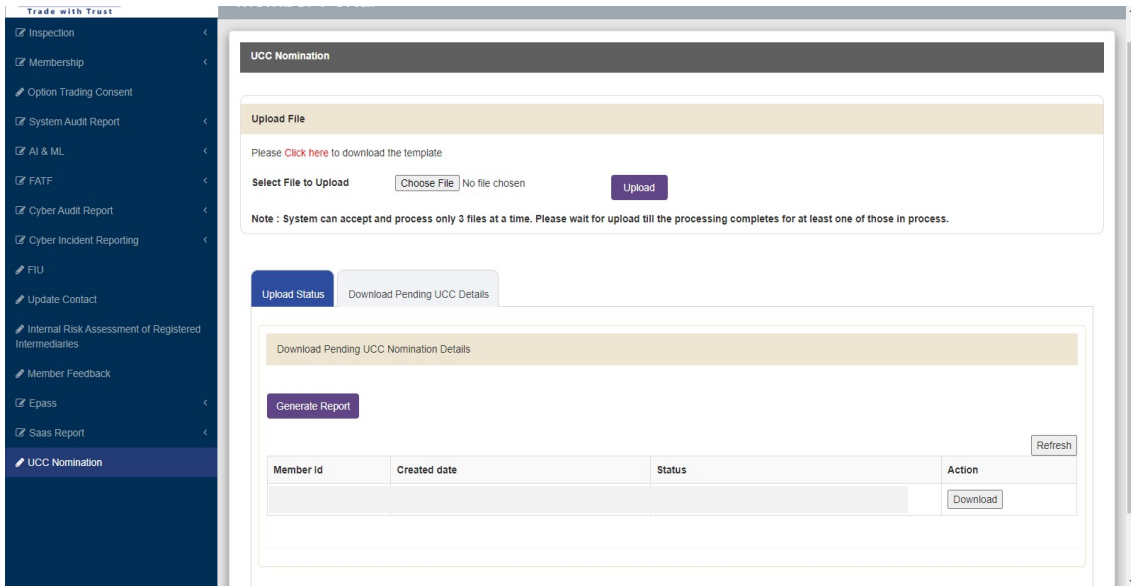 Trade with Trust
Inspection
Membership
Option Trading Consent
System Audit Report
AI & ML
FATF
Cyber Audit Report
Cyber Incident Reporting
FIU
Update Contact
Internal Risk Assessment of Registered
Intermediaries
Member Feedback
Epass
Saas Report
UCC Nomination
UCC Nomination
Upload File
Please Click here to download the template
Select File to Upload Choose File No file chosen Upload
Note : System can accept and process only 3 files at a time. Please wait for upload till the processing completes for at least one of those in process.
Upload Status Download Pending UCC Details
Download Pending UCC Nomination Details
Generate Report
Refresh
Member Id Created date Status Action
Download